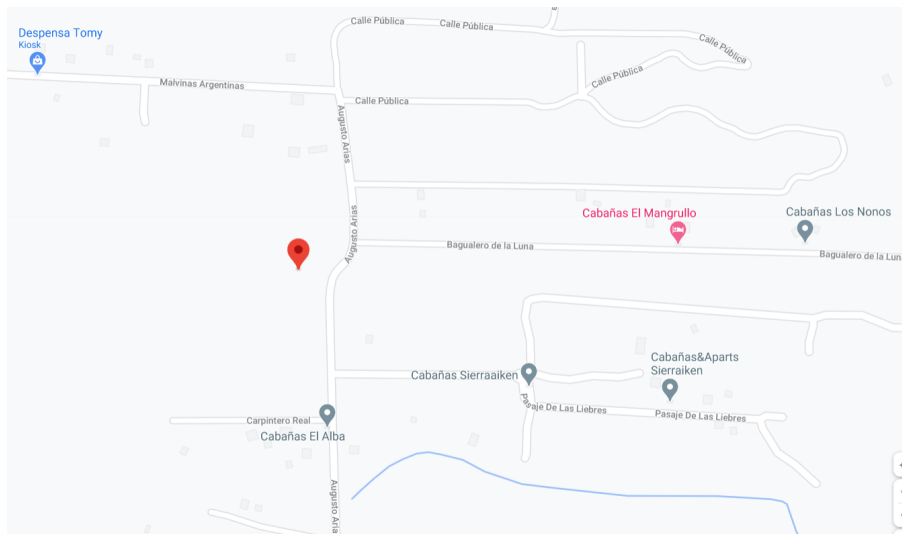 Calle Pública
Calle Pública
Despensa Tomy
Kiosk
Calle Pública
Calle Pública
Malvinas Argentinas
Calle Pública
Augusto Arias
Cabañas El Mangrullo
Cabañas Los Nonos
Augusto Arias
Bagualero de la Luna
Bagualero de la Lun
Cabañas&Aparts
Sierraiken
Cabañas Sierraaiken
Pasaje De Las Liebres
Pasaje De Las Liebres
Carpintero Real
Cabañas El Alba
Augusto Arias